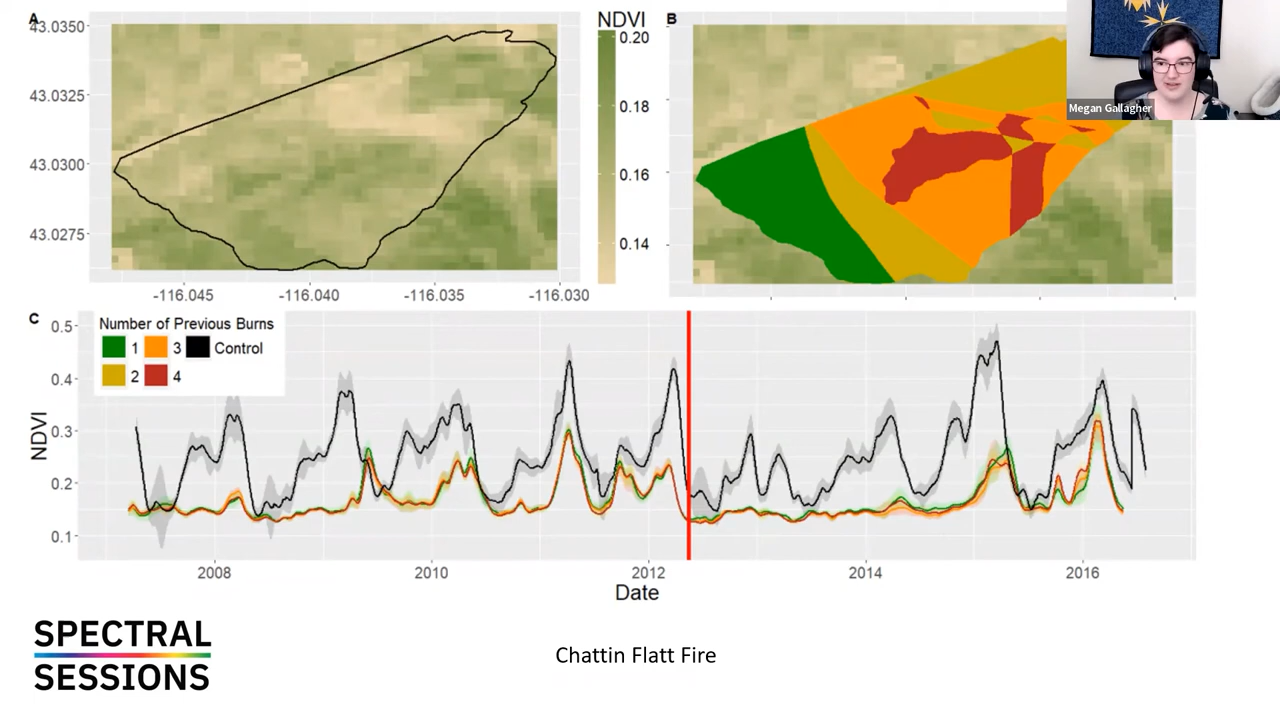 A
43.0350
43.0325
43.0300
43.0275
-116.045
-116.040
-116.035
-116.030
NDVI
0.20
0.18
0.16
0.14
B
Megan Gallagher
C
Number of Previous Burns
1
3
Control
2
4
NDVI
0.5
0.4
0.3
0.2
0.1
2008
2010
2012
2014
2016
Date
SPECTRAL
SESSIONS
Chattin Flatt Fire